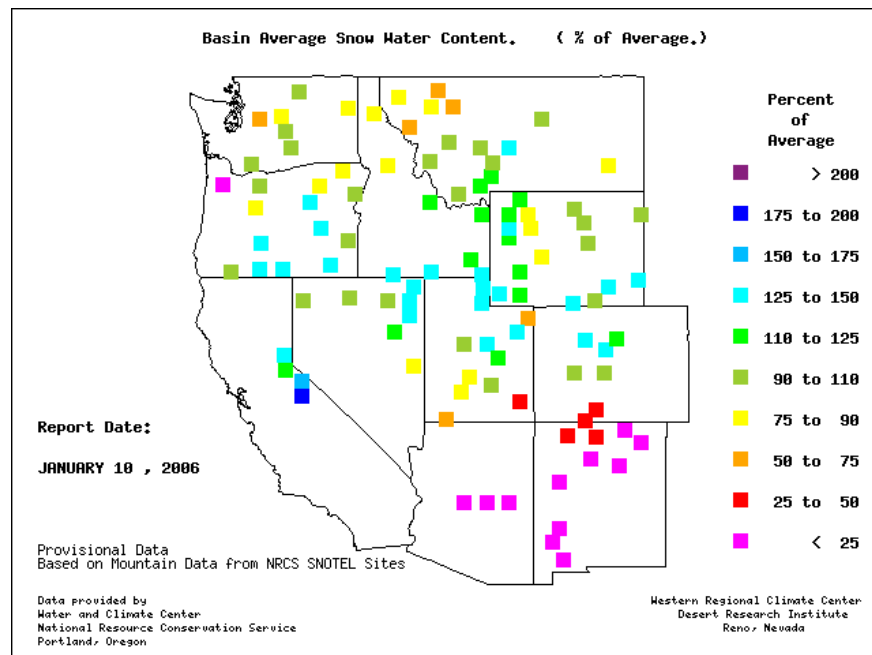 Basin Average Snow Water Content. ( % of Average.)
Percent
of
Average
> 200
175 to 200
150 to 175
125 to 150
110 to 125
90 to 110
75 to 90
50 to 75
25 to 50
< 25
Report Date:
JANUARY 10 , 2006
Provisional Data
Based on Mountain Data from NRCS SNOTEL Sites
Data provided by
Water and Climate Center
National Resource Conservation Service
Portland, Oregon
Western Regional Climate Center
Desert Research Institute
Reno, Nevada